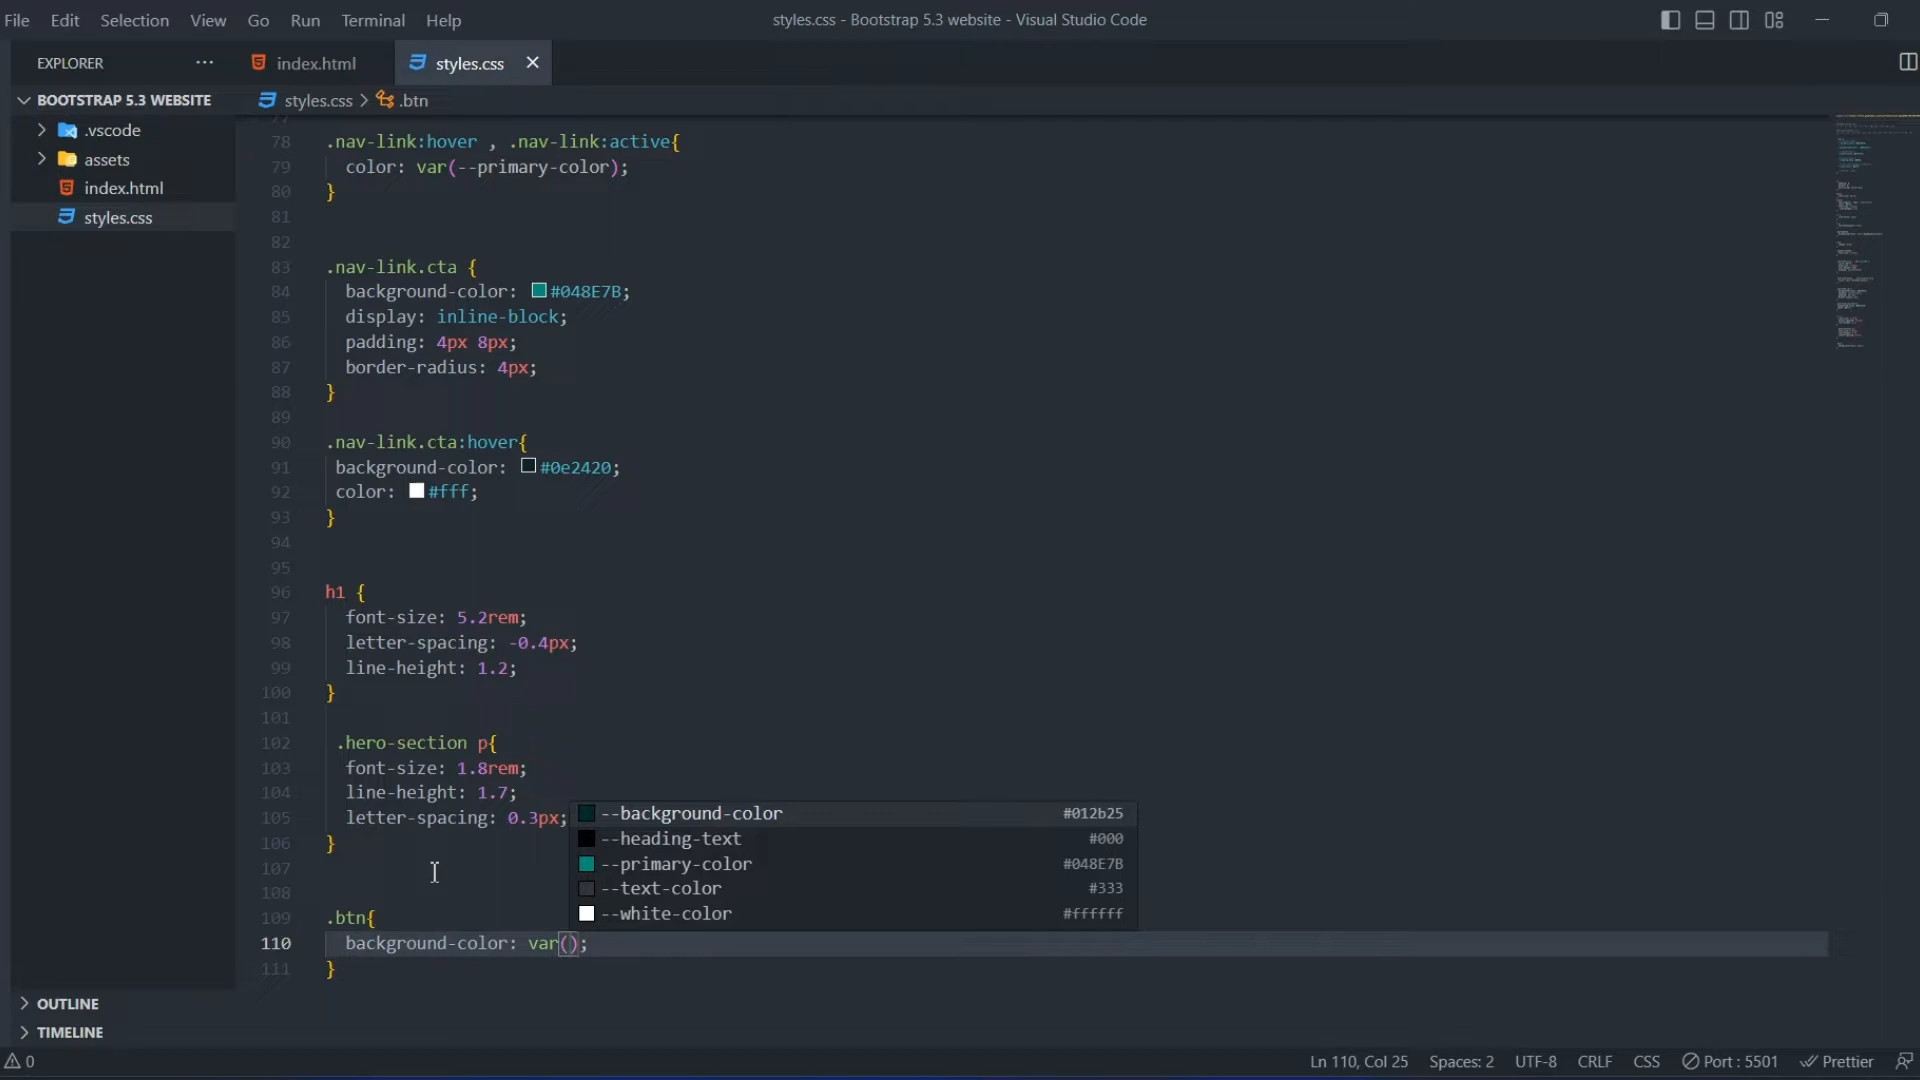 File Edit Selection View Go Run Terminal Help
styles.css - Bootstrap 5.3 website - Visual Studio Code
EXPLORER ···
index.html
styles.css
BOOTSTRAP 5.3 WEBSITE
.vscode
assets
index.html
styles.css
styles.css > .btn
78 .nav-link:hover , .nav-link:active{
79 color: var(--primary-color);
80 }
81
82
83 .nav-link.cta {
84 background-color: #048E7B;
85 display: inline-block;
86 padding: 4px 8px;
87 border-radius: 4px;
88 }
89
90 .nav-link.cta:hover{
91 background-color: #0e2420;
92 color: #fff;
93 }
94
95
96 h1 {
97 font-size: 5.2rem;
98 letter-spacing: -0.4px;
99 line-height: 1.2;
100 }
101
102 .hero-section p{
103 font-size: 1.8rem;
104 line-height: 1.7;
105 letter-spacing: 0.3px;
106 }
107
108
109 .btn{
110 background-color: var();
111 }
--background-color #012b25
--heading-text #000
--primary-color #048E7B
--text-color #333
--white-color #ffffff
OUTLINE
TIMELINE
0
Ln 110, Col 25 Spaces: 2 UTF-8 CRLF CSS Port : 5501 Prettier